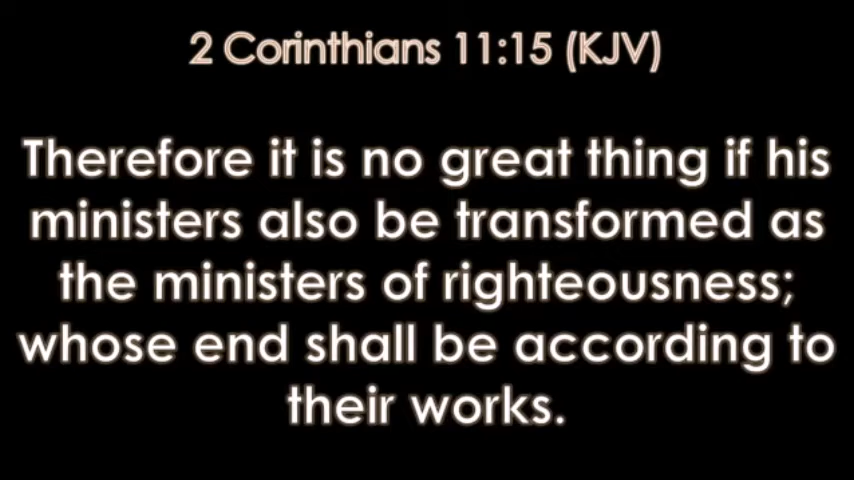 2 Corinthians 11:15 (KJV)
Therefore it is no great thing if his
ministers also be transformed as
the ministers of righteousness;
whose end shall be according to
their works.